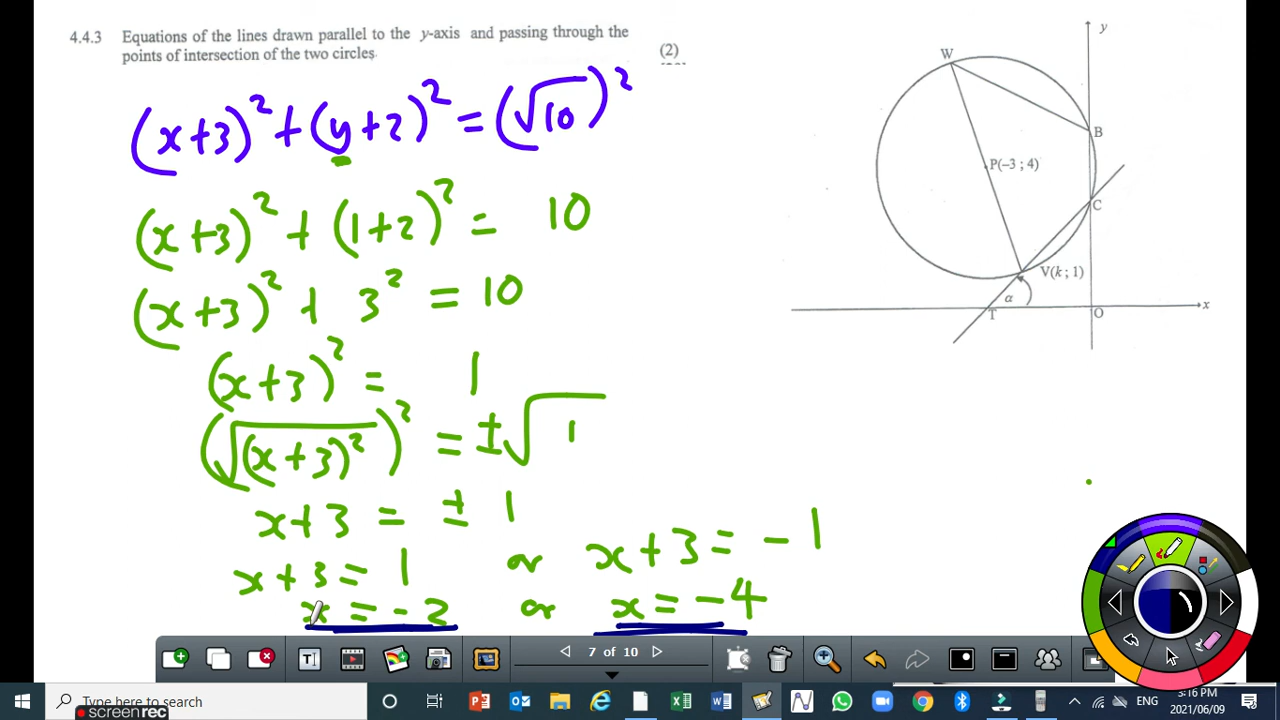 4.4.3 Equations of the lines drawn parallel to the y-axis and passing through the
points of intersection of the two circles
(2)
(x+3)² + (y+2)² = (√10)²
(x+3)² + (1+2)² = 10
(x+3)² + 3² = 10
(x+3)² = 1
(√(x+3)²)² = ±√1
x+3 = ± 1
x+3 = 1 or x+3 = -1
x = -2 or x = -4
y
W
B
P(-3 ; 4)
C
V(k ; 1)
α
T
O
x
7 of 10
Type here to search
ENG
3:16 PM
2021/06/09
screenrec